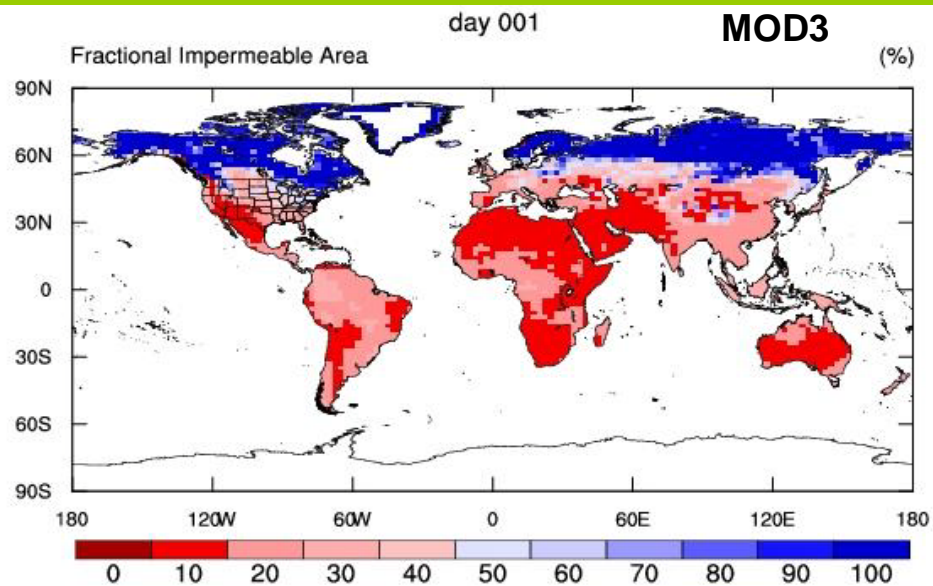 day 001
MOD3
Fractional Impermeable Area
(%)
90N
60N
30N
0
30S
60S
90S
180 120W 60W 0 60E 120E 180
0 10 20 30 40 50 60 70 80 90 100